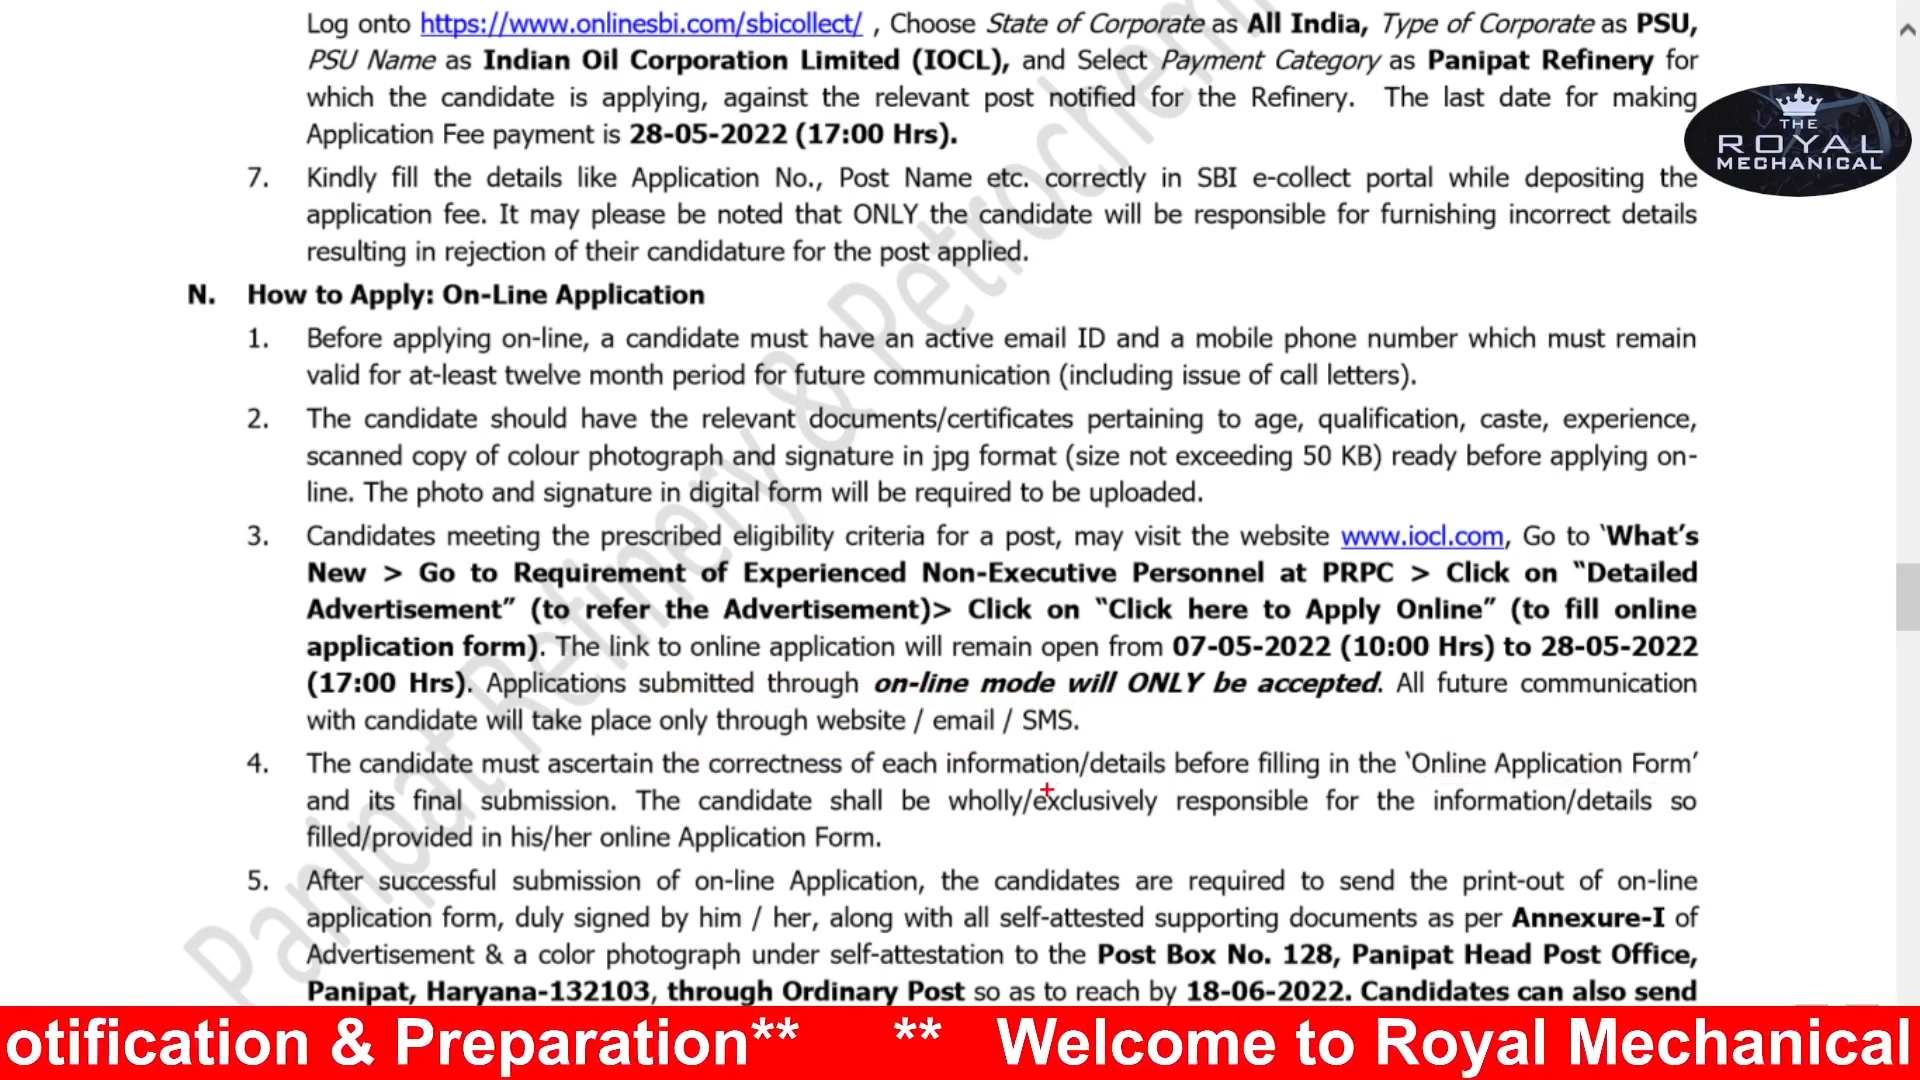 Log onto https://www.onlinesbi.com/sbicollect/ , Choose State of Corporate as All India, Type of Corporate as PSU,
PSU Name as Indian Oil Corporation Limited (IOCL), and Select Payment Category as Panipat Refinery for
which the candidate is applying, against the relevant post notified for the Refinery. The last date for making
Application Fee payment is 28-05-2022 (17:00 Hrs).
THE
ROYAL
MECHANICAL
7. Kindly fill the details like Application No., Post Name etc. correctly in SBI e-collect portal while depositing the
application fee. It may please be noted that ONLY the candidate will be responsible for furnishing incorrect details
resulting in rejection of their candidature for the post applied.
N. How to Apply: On-Line Application
1. Before applying on-line, a candidate must have an active email ID and a mobile phone number which must remain
valid for at-least twelve month period for future communication (including issue of call letters).
2. The candidate should have the relevant documents/certificates pertaining to age, qualification, caste, experience,
scanned copy of colour photograph and signature in jpg format (size not exceeding 50 KB) ready before applying on-
line. The photo and signature in digital form will be required to be uploaded.
3. Candidates meeting the prescribed eligibility criteria for a post, may visit the website www.iocl.com, Go to ‘What’s
New > Go to Requirement of Experienced Non-Executive Personnel at PRPC > Click on “Detailed
Advertisement” (to refer the Advertisement)> Click on “Click here to Apply Online” (to fill online
application form). The link to online application will remain open from 07-05-2022 (10:00 Hrs) to 28-05-2022
(17:00 Hrs). Applications submitted through on-line mode will ONLY be accepted. All future communication
with candidate will take place only through website / email / SMS.
4. The candidate must ascertain the correctness of each information/details before filling in the ‘Online Application Form’
and its final submission. The candidate shall be wholly/exclusively responsible for the information/details so
filled/provided in his/her online Application Form.
5. After successful submission of on-line Application, the candidates are required to send the print-out of on-line
application form, duly signed by him / her, along with all self-attested supporting documents as per Annexure-I of
Advertisement & a color photograph under self-attestation to the Post Box No. 128, Panipat Head Post Office,
Panipat, Haryana-132103, through Ordinary Post so as to reach by 18-06-2022. Candidates can also send
Panipat Refinery & Petrochemi
otification & Preparation** ** Welcome to Royal Mechanical